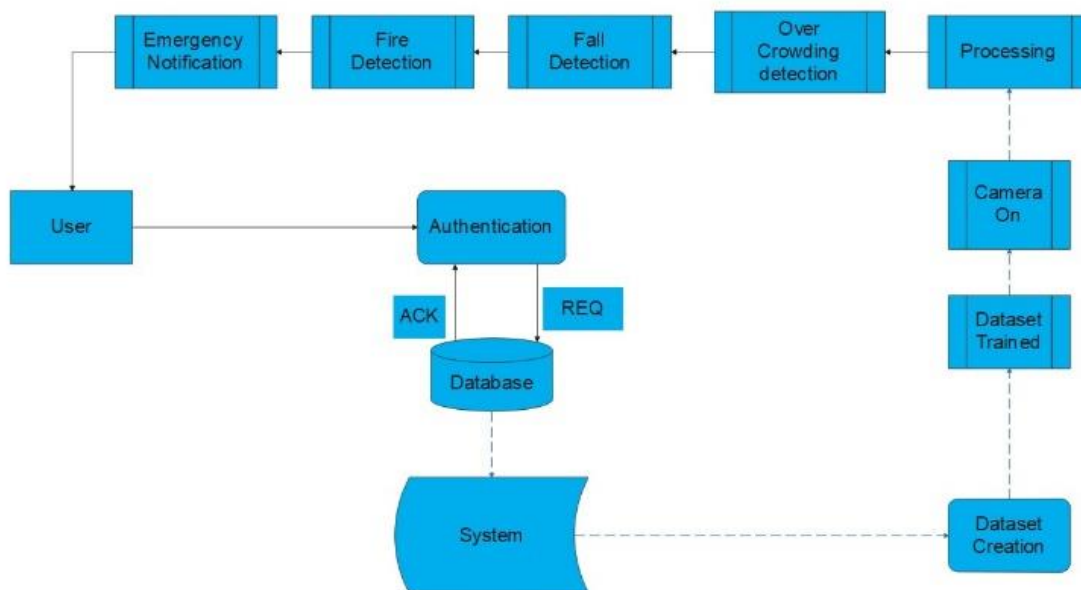 Emergency
Notification
Fire
Detection
Fall
Detection
Over
Crowding
detection
Processing
Camera
On
User
Authentication
ACK
REQ
Dataset
Trained
Database
System
Dataset
Creation